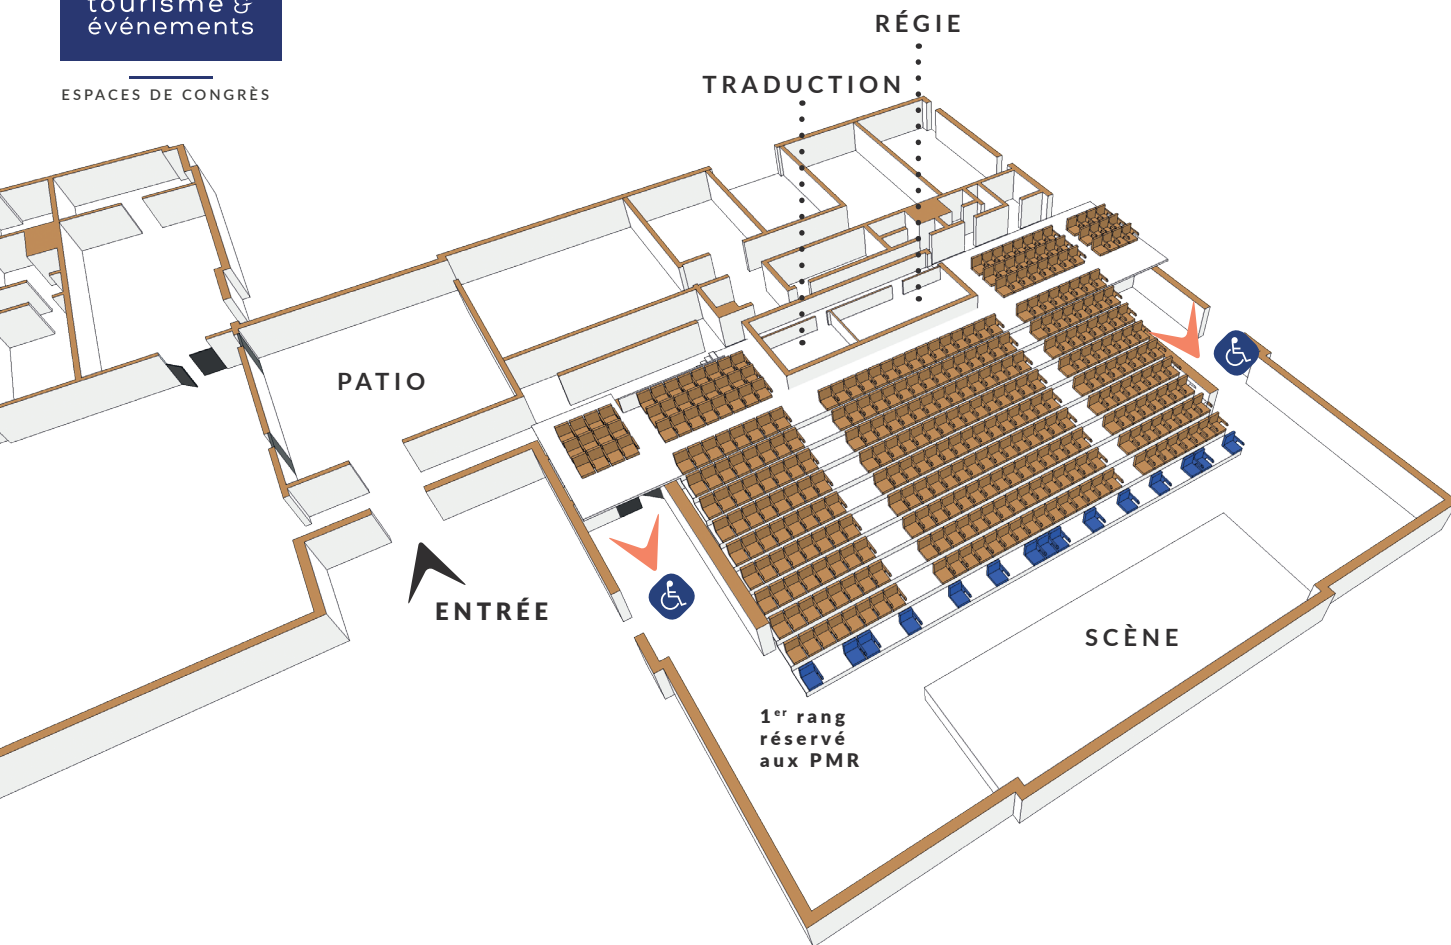 tourisme &
événements
ESPACES DE CONGRÈS
RÉGIE
TRADUCTION
PATIO
ENTRÉE
SCÈNE
1er rang
réservé
aux PMR